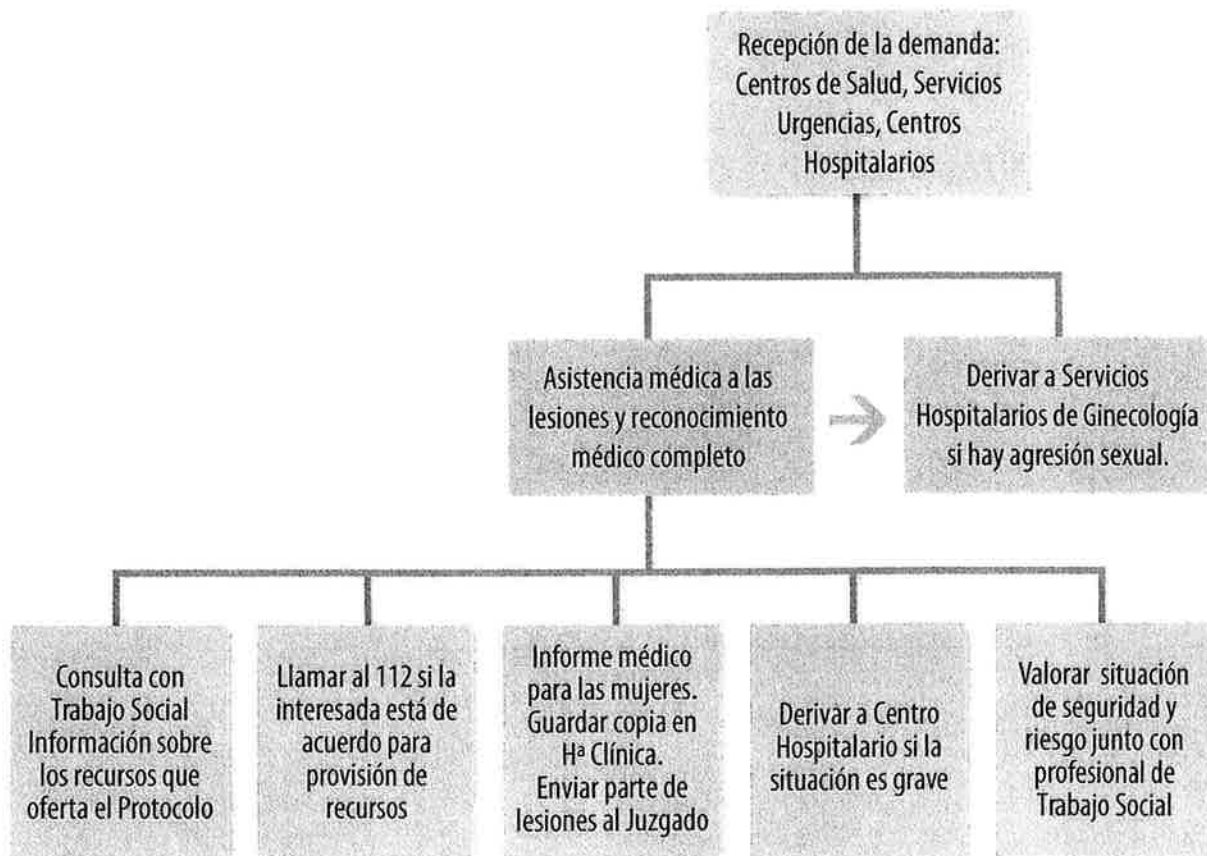 Recepción de la demanda:
Centros de Salud, Servicios
Urgencias, Centros
Hospitalarios
Asistencia médica a las
lesiones y reconocimiento
médico completo
Derivar a Servicios
Hospitalarios de Ginecología
si hay agresión sexual.
Consulta con
Trabajo Social
Información sobre
los recursos que
oferta el Protocolo
Llamar al 112 si la
interesada está de
acuerdo para
provisión de
recursos
Informe médico
para las mujeres.
Guardar copia en
Hª Clínica.
Enviar parte de
lesiones al Juzgado
Derivar a Centro
Hospitalario si la
situación es grave
Valorar situación
de seguridad y
riesgo junto con
profesional de
Trabajo Social